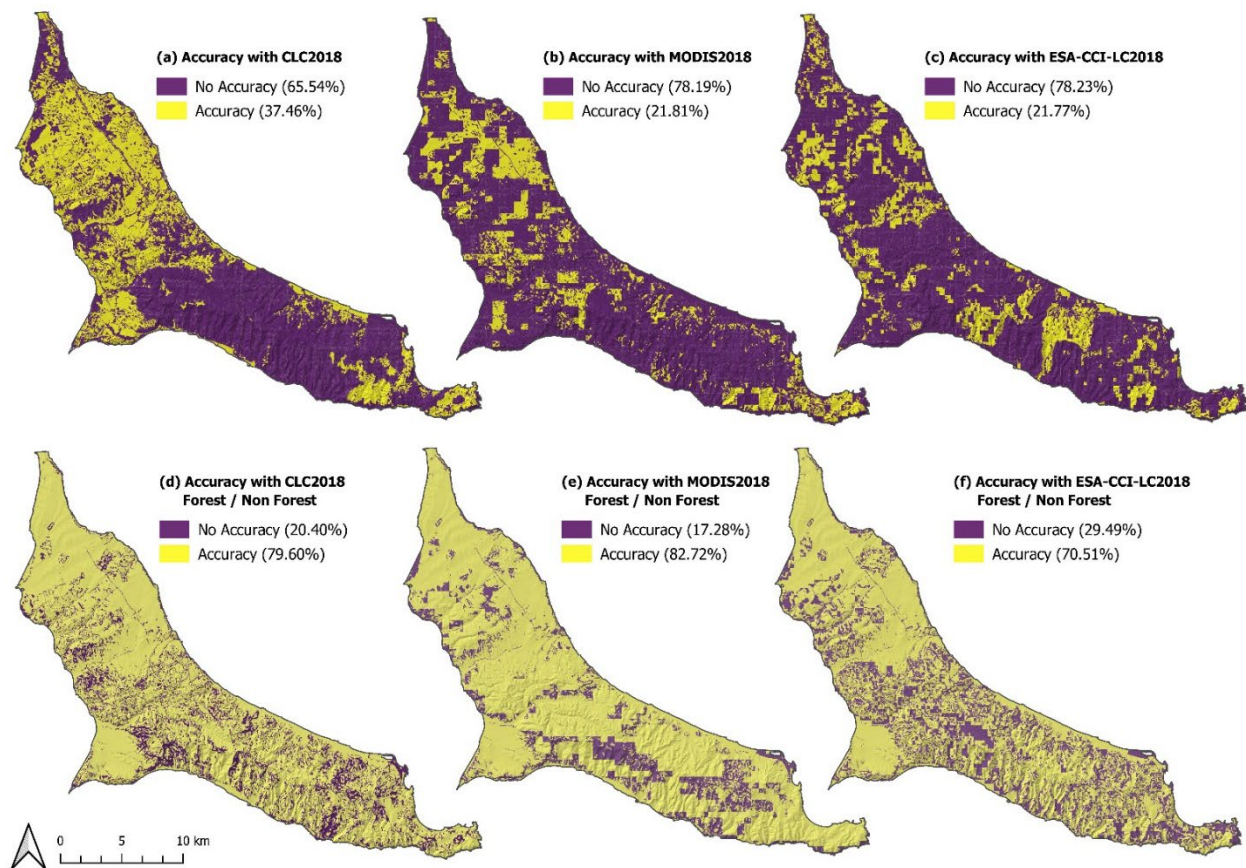 (a) Accuracy with CLC2018
No Accuracy (65.54%)
Accuracy (37.46%)
(b) Accuracy with MODIS2018
No Accuracy (78.19%)
Accuracy (21.81%)
(c) Accuracy with ESA-CCI-LC2018
No Accuracy (78.23%)
Accuracy (21.77%)
(d) Accuracy with CLC2018
Forest / Non Forest
No Accuracy (20.40%)
Accuracy (79.60%)
(e) Accuracy with MODIS2018
Forest / Non Forest
No Accuracy (17.28%)
Accuracy (82.72%)
(f) Accuracy with ESA-CCI-LC2018
Forest / Non Forest
No Accuracy (29.49%)
Accuracy (70.51%)
0 5 10 km